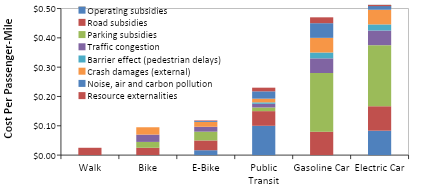 Cost Per Passenger-Mile
$0.50
$0.40
$0.30
$0.20
$0.10
$0.00
Operating subsidies
Road subsidies
Parking subsidies
Traffic congestion
Barrier effect (pedestrian delays)
Crash damages (external)
Noise, air and carbon pollution
Resource externalities
Walk
Bike
E-Bike
Public
Transit
Gasoline Car
Electric Car